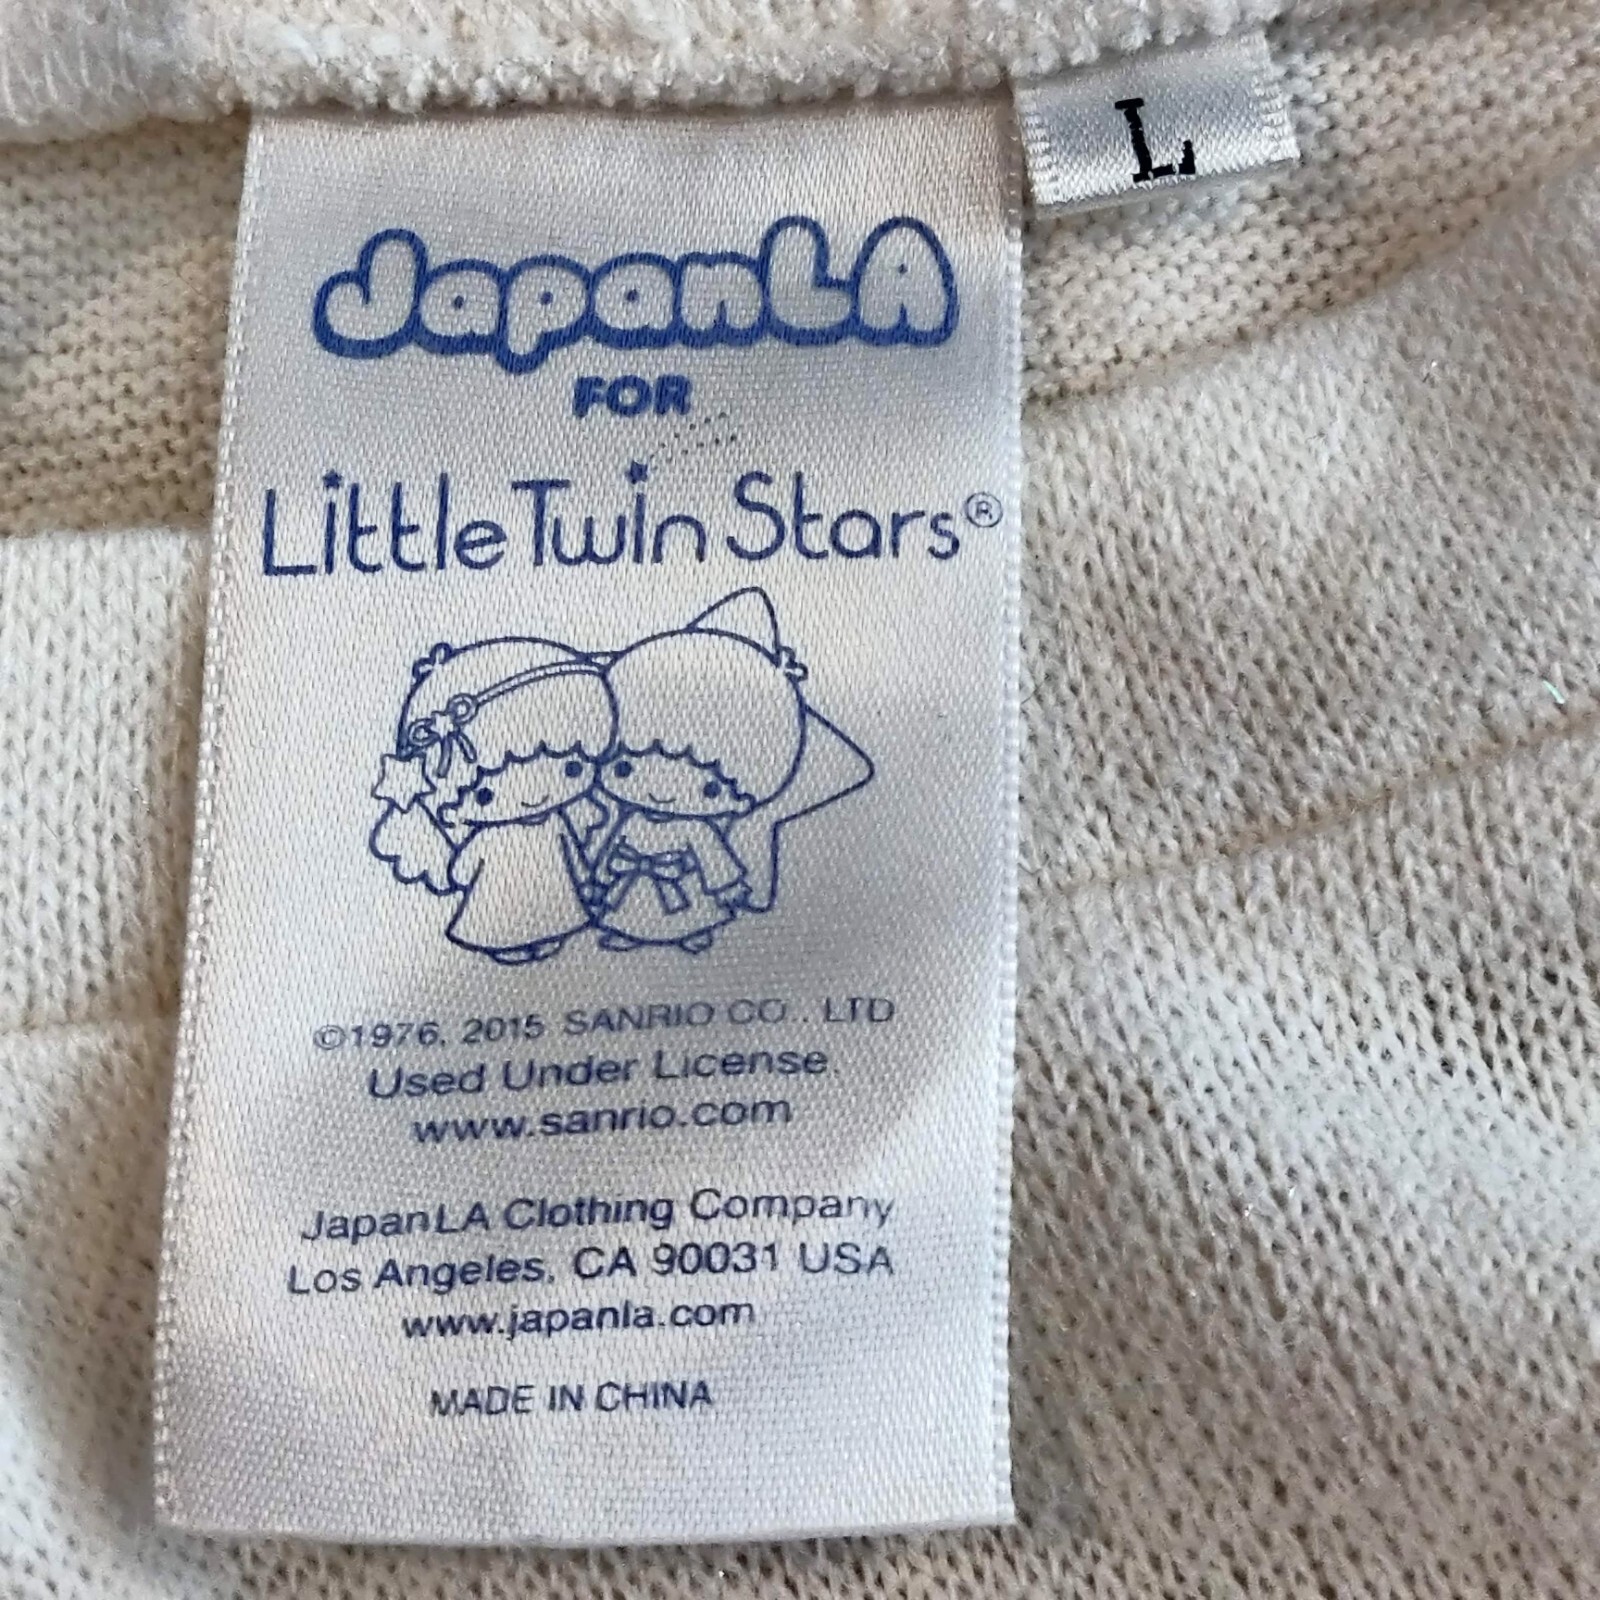 L
JapanLA
FOR
Little Twin Stars®
©1976, 2015 SANRIO CO., LTD
Used Under License.
www.sanrio.com
JapanLA Clothing Company
Los Angeles, CA 90031 USA
www.japanla.com
MADE IN CHINA